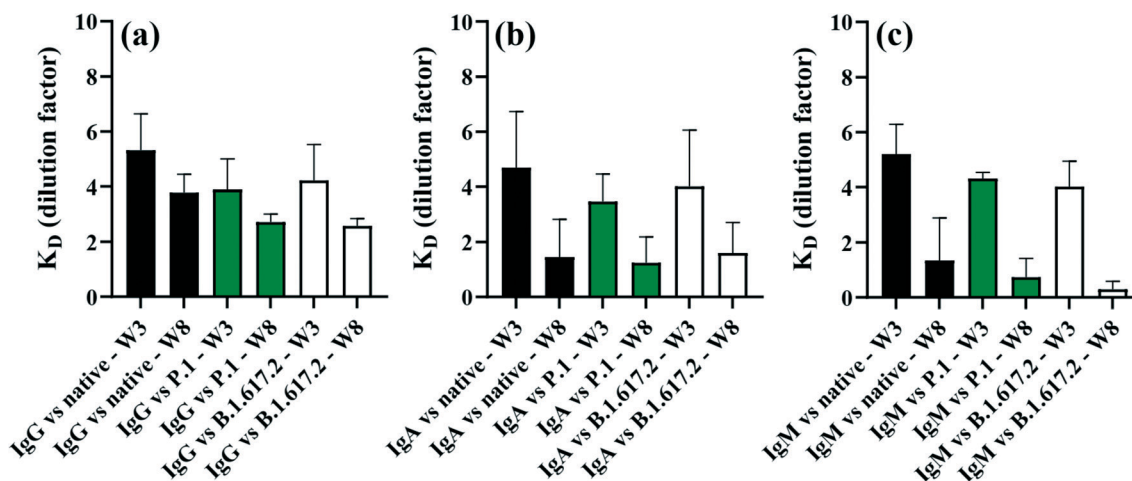 (a)
K_D (dilution factor)
10
8
6
4
2
0
IgG vs native - W3
IgG vs native - W8
IgG vs P.1 - W3
IgG vs P.1 - W8
IgG vs B.1.617.2 - W3
IgG vs B.1.617.2 - W8
(b)
K_D (dilution factor)
10
8
6
4
2
0
IgA vs native - W3
IgA vs native - W8
IgA vs P.1 - W3
IgA vs P.1 - W8
IgA vs B.1.617.2 - W3
IgA vs B.1.617.2 - W8
(c)
K_D (dilution factor)
10
8
6
4
2
0
IgM vs native - W3
IgM vs native - W8
IgM vs P.1 - W3
IgM vs P.1 - W8
IgM vs B.1.617.2 - W3
IgM vs B.1.617.2 - W8